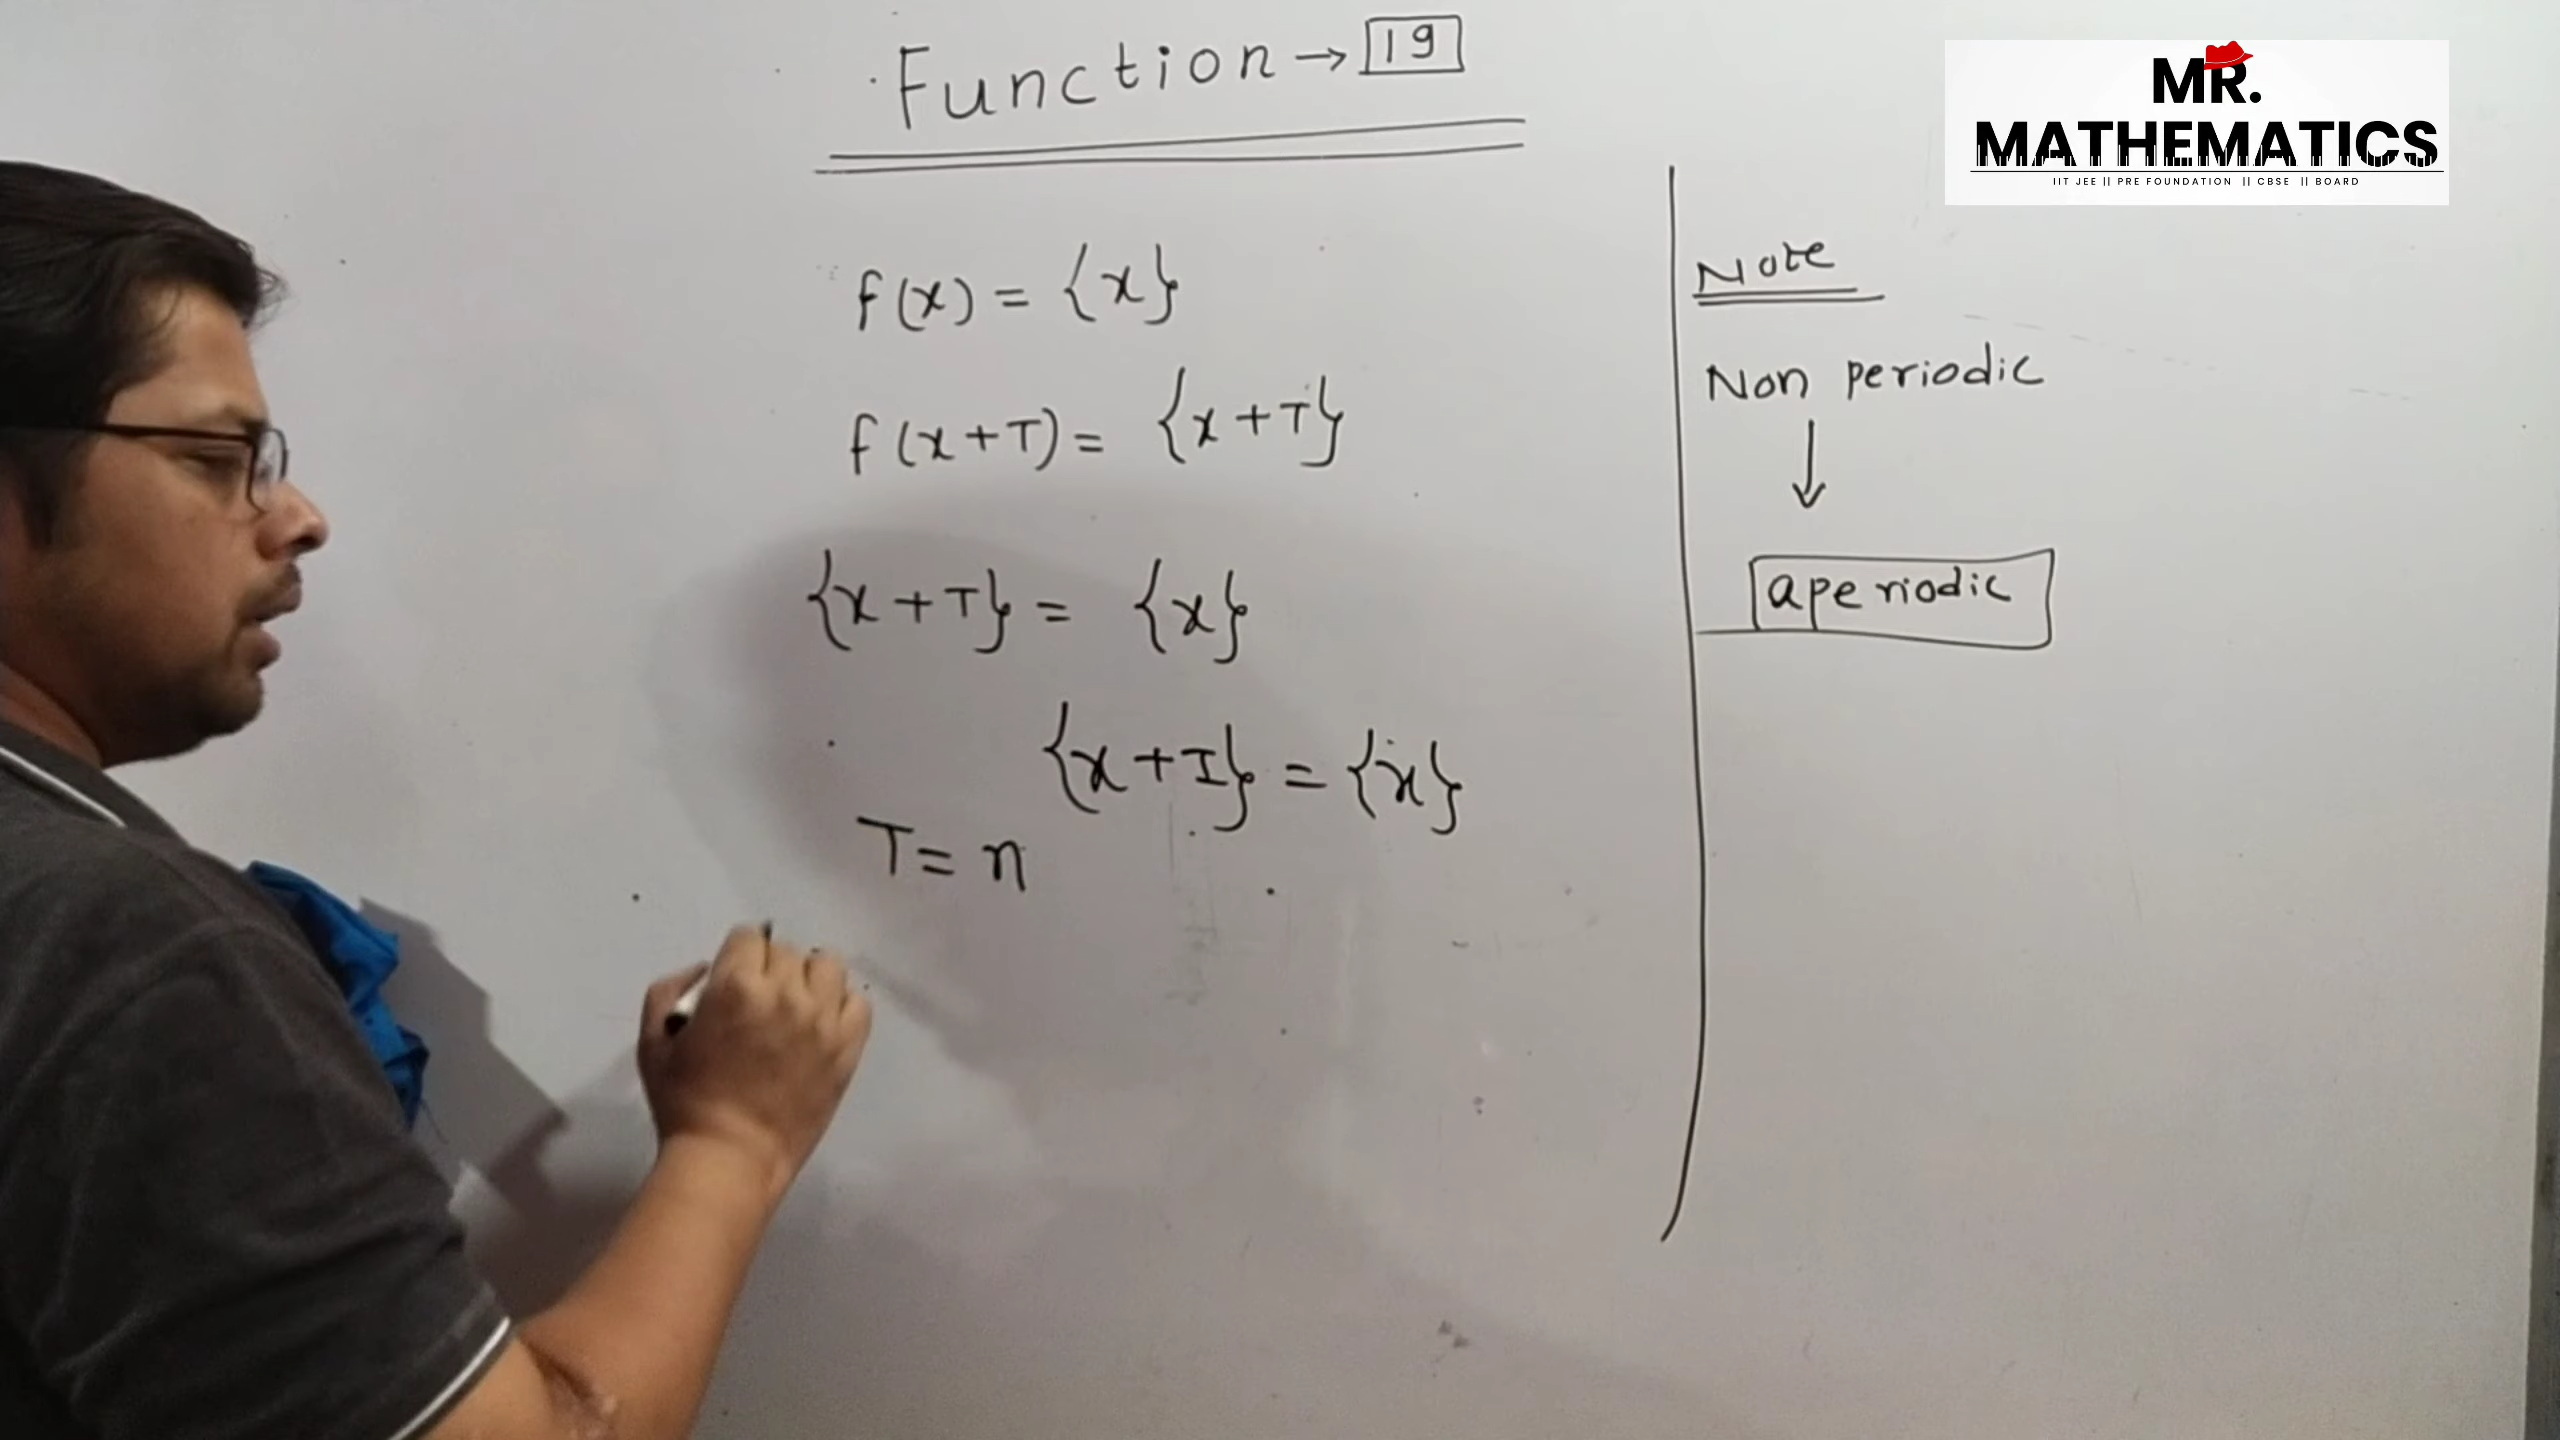 Function → 19
f(x) = {x}
f(x+T) = {x+T}
{x+T} = {x}
{x+I} = {x}
T = n
Note
Non periodic
↓
aperiodic
MR.
MATHEMATICS
IIT JEE || PRE FOUNDATION || CBSE || BOARD